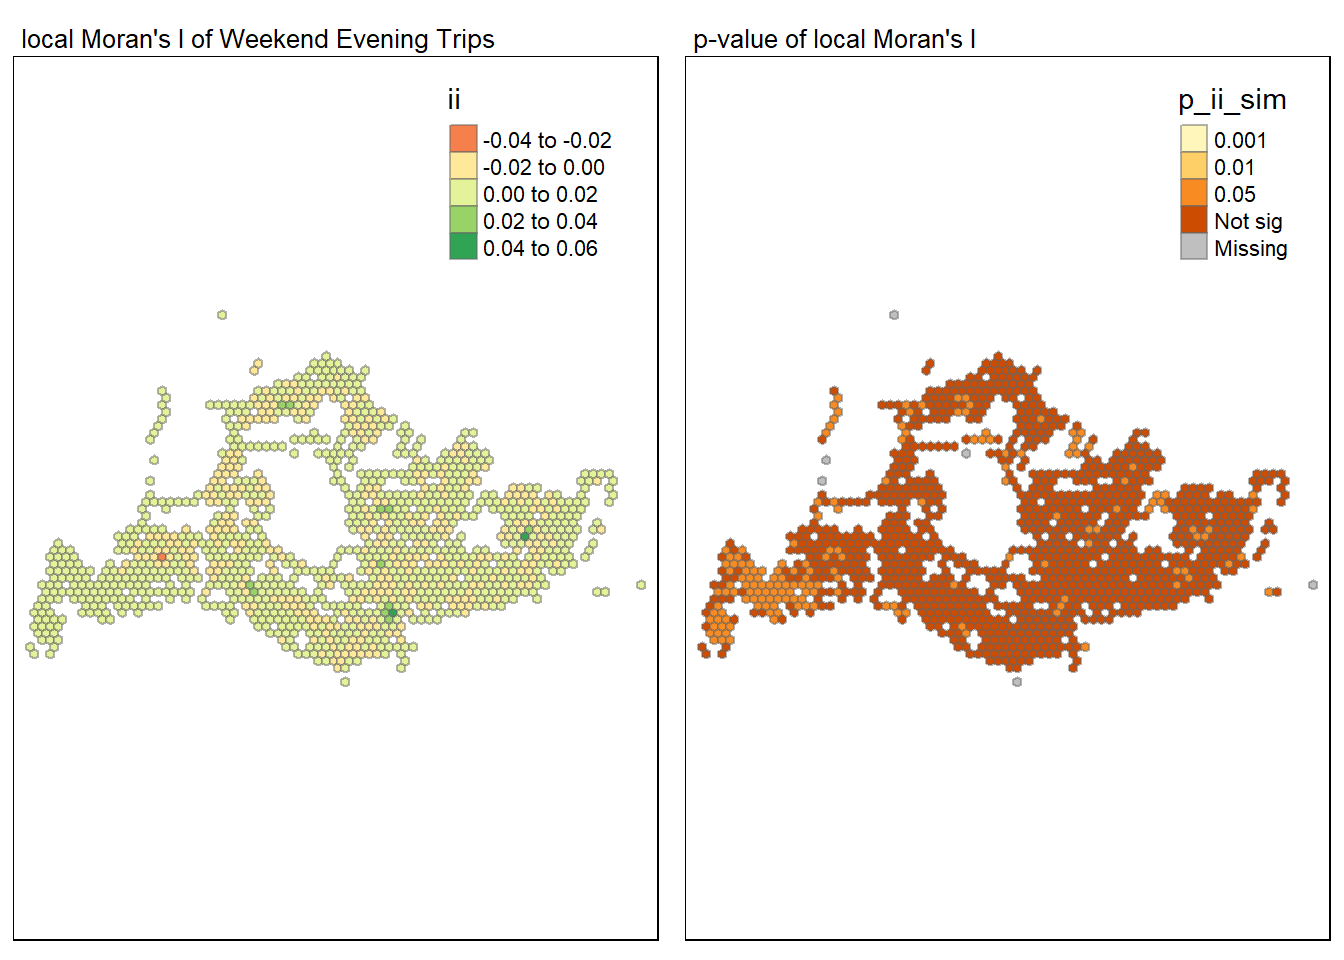 local Moran's I of Weekend Evening Trips
ii
-0.04 to -0.02
-0.02 to 0.00
0.00 to 0.02
0.02 to 0.04
0.04 to 0.06
p-value of local Moran's I
p_ii_sim
0.001
0.01
0.05
Not sig
Missing